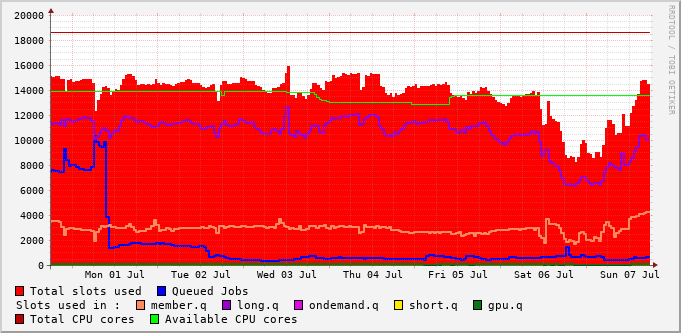 20000
18000
16000
14000
12000
10000
8000
6000
4000
2000
0
Mon 01 Jul Tue 02 Jul Wed 03 Jul Thu 04 Jul Fri 05 Jul Sat 06 Jul Sun 07 Jul
Total slots used Queued Jobs
Slots used in : member.q long.q ondemand.q short.q gpu.q
Total CPU cores Available CPU cores
RRDTOOL / TOBI OETIKER